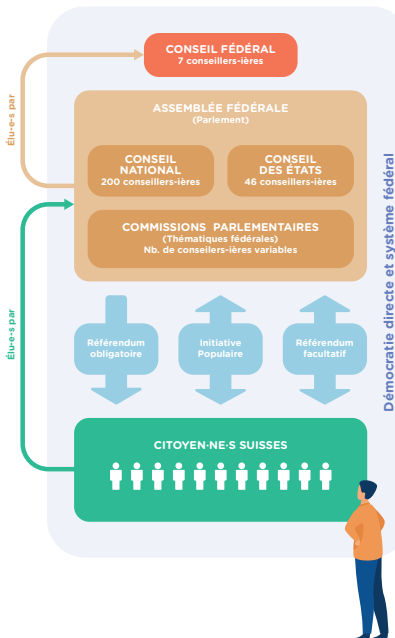 CONSEIL FÉDÉRAL
7 conseillers-ières
Élu-e-s par
ASSEMBLÉE FÉDÉRALE
(Parlement)
CONSEIL
NATIONAL
200 conseillers-ières
CONSEIL
DES ÉTATS
46 conseillers-ières
COMMISSIONS PARLEMENTAIRES
(Thématiques fédérales)
Nb. de conseillers-ières variables
Démocratie directe et système fédéral
Élu-e-s par
Référendum
obligatoire
Initiative
Populaire
Référendum
facultatif
CITOYEN·NE·S SUISSES